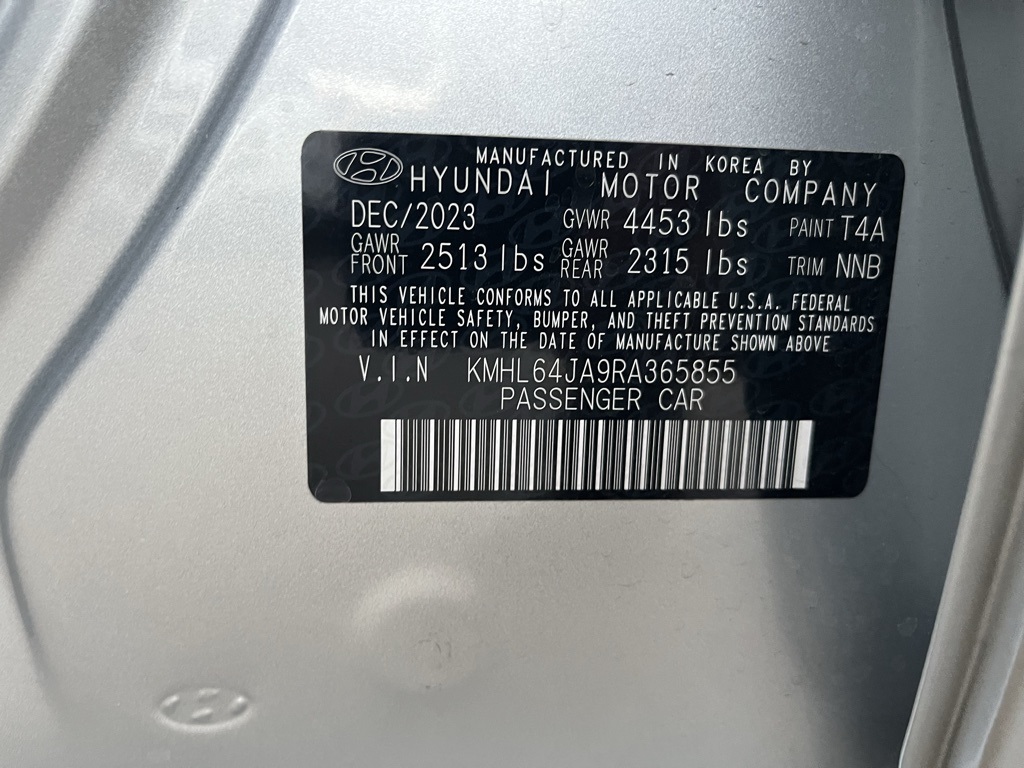 MANUFACTURED IN KOREA BY
HYUNDAI MOTOR COMPANY
DEC/2023 GVWR 4453 lbs PAINT T4A
GAWR FRONT 2513 lbs GAWR REAR 2315 lbs TRIM NNB
THIS VEHICLE CONFORMS TO ALL APPLICABLE U.S.A. FEDERAL
MOTOR VEHICLE SAFETY, BUMPER, AND THEFT PREVENTION STANDARDS
IN EFFECT ON THE DATE OF MANUFACTURE SHOWN ABOVE
V.I.N KMHL64JA9RA365855
PASSENGER CAR